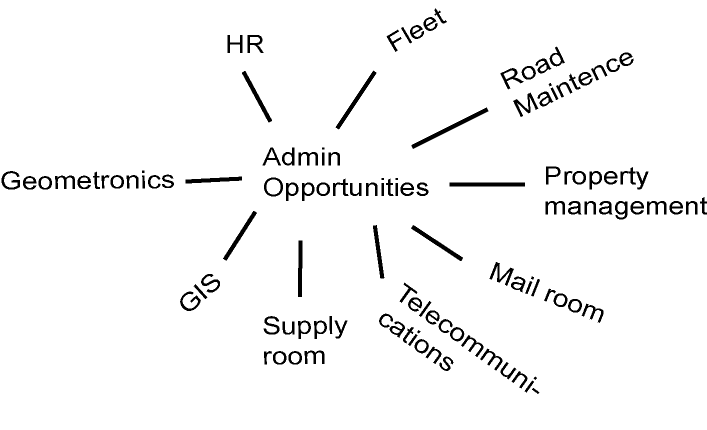 HR
Fleet
Road
Maintence
Geometronics
Admin
Opportunities
Property
management
GIS
Supply
room
Telecommuni-
cations
Mail room